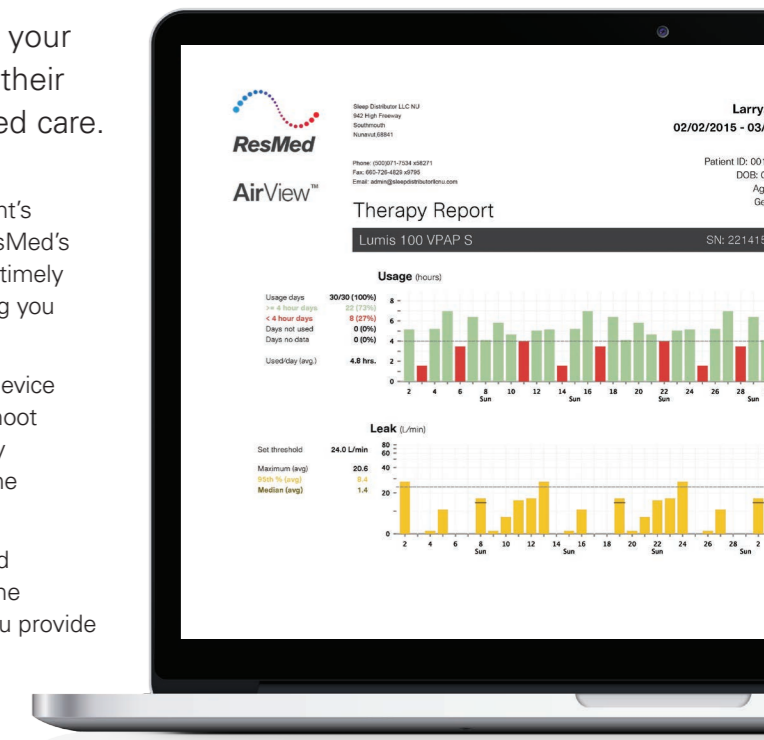 your
their
ed care.
nt's
sMed's
timely
g you
evice
noot
y
ne
d
he
u provide
ResMed
AirView™
Sleep Distributor LLC NU
942 High Freeway
Southmouth
Nunavut,68841
Phone: (500)071-7534 x56271
Fax: 660-726-4829 x9795
Email: admin@sleepdistributorllcnu.com
Larry
02/02/2015 - 03/
Patient ID: 001
DOB: 0
Ag
Ge
Therapy Report
Lumis 100 VPAP S SN: 221415
Usage (hours)
Usage days 30/30 (100%)
>= 4 hour days 22 (73%)
< 4 hour days 8 (27%)
Days not used 0 (0%)
Days no data 0 (0%)
Used/day (avg.) 4.8 hrs.
8
6
4
2
0
2 4 6 8 10 12 14 16 18 20 22 24 26 28
Sun Sun Sun Sun
Leak (L/min)
Set threshold 24.0 L/min
Maximum (avg) 20.6
95th % (avg) 8.4
Median (avg) 1.4
80
60
40
20
0
2 4 6 8 10 12 14 16 18 20 22 24 26 28 2
Sun Sun Sun Sun